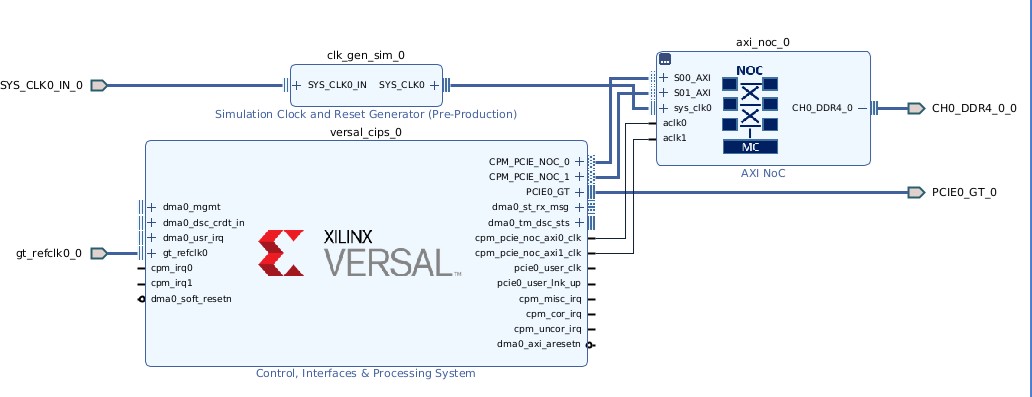 clk_gen_sim_0
SYS_CLK0_IN_0
SYS_CLK0_IN SYS_CLK0
Simulation Clock and Reset Generator (Pre-Production)
axi_noc_0
S00_AXI
S01_AXI
sys_clk0
aclk0
aclk1
NOC
MC
CH0_DDR4_0
AXI NoC
CH0_DDR4_0_0
versal_cips_0
CPM_PCIE_NOC_0
CPM_PCIE_NOC_1
PCIE0_GT
PCIE0_GT_0
dma0_mgmt
dma0_st_rx_msg
dma0_dsc_crdt_in
dma0_tm_dsc_sts
dma0_usr_irq
cpm_pcie_noc_axi0_clk
gt_refclk0_0
gt_refclk0
cpm_pcie_noc_axi1_clk
cpm_irq0
pcie0_user_clk
cpm_irq1
pcie0_user_lnk_up
dma0_soft_resetn
cpm_misc_irq
cpm_cor_irq
cpm_uncor_irq
dma0_axi_aresetn
XILINX
VERSAL™
Control, Interfaces & Processing System